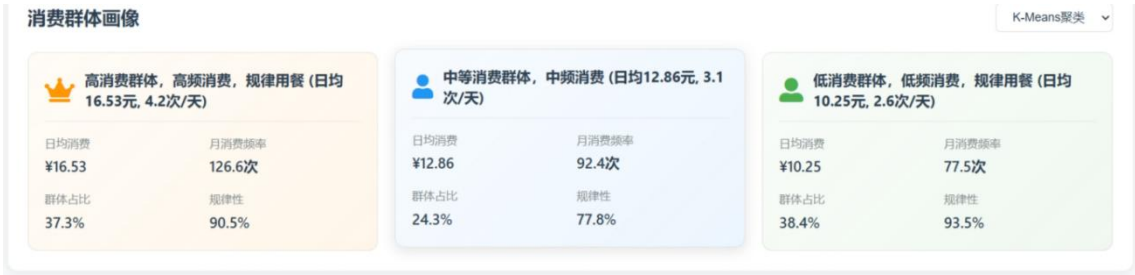 消费群体画像
K-Means聚类
高消费群体，高频消费，规律用餐 (日均
16.53元, 4.2次/天)
日均消费
月消费频率
¥16.53
126.6次
群体占比
规律性
37.3%
90.5%
中等消费群体，中频消费 (日均12.86元, 3.1
次/天)
日均消费
月消费频率
¥12.86
92.4次
群体占比
规律性
24.3%
77.8%
低消费群体，低频消费，规律用餐 (日均
10.25元, 2.6次/天)
日均消费
月消费频率
¥10.25
77.5次
群体占比
规律性
38.4%
93.5%